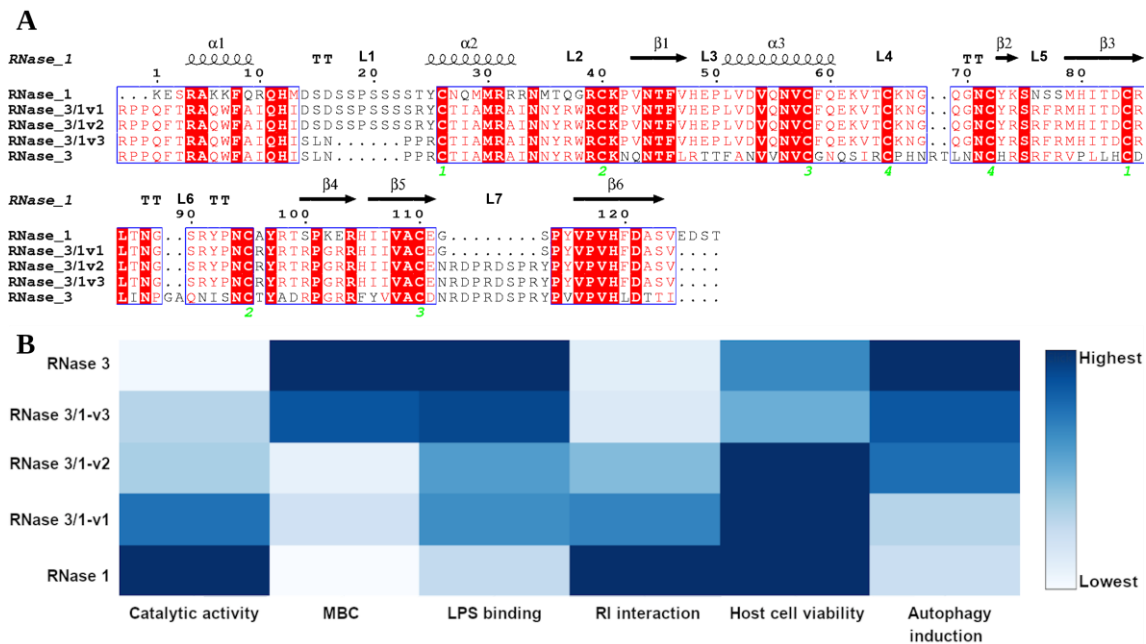 A
α1 α2 β1 α3 β2 β3
RNase_1 TT L1 L2 L3 L4 TT L5
1 10 20 30 40 50 60 70 80
RNase_1 ...KESRAKKFQRQHMDSDSSPSSSSTYCNQMMRRRNMTQGRCKPVNTFVHEPLVDVQNVCFQEKVTCKNG..QGNCYKSNSSMHITDCR
RNase_3/1v1 RPPQFTRAQWFAIQHIDSDSSPSSSSRYCTIAMRAINNYRWRCKPVNTFVHEPLVDVQNVCFQEKVTCKNG..QGNCYRSRFRMHITDCR
RNase_3/1v2 RPPQFTRAQWFAIQHIDSDSSPSSSSRYCTIAMRAINNYRWRCKPVNTFVHEPLVDVQNVCFQEKVTCKNG..QGNCYRSRFRMHITDCR
RNase_3/1v3 RPPQFTRAQWFAIQHISLN......PPRCTIAMRAINNYRWRCKPVNTFVHEPLVDVQNVCFQEKVTCKNG..QGNCYRSRFRMHITDCR
RNase_3 RPPQFTRAQWFAIQHISLN......PPRCTIAMRAINNYRWRCKNQNTFLRTTFANVVNVCGNQSIRCPHNRTLNNCHRSRFRVPLLHCD
1 2 3 4 4 1
β4 β5 β6
RNase_1 TT L6 TT L7
90 100 110 120
RNase_1 LTNG..SRYPNCAYRTSPKERHIIVACEG........SPYVPVHFDASVEDST
RNase_3/1v1 LTNG..SRYPNCRYRTRPGRRHIIVACEG........SPYVPVHFDASV....
RNase_3/1v2 LTNG..SRYPNCRYRTRPGRRHIIVACENRDPRDSPRYPYVPVHFDASV....
RNase_3/1v3 LTNG..SRYPNCRYRTRPGRRHIIVACENRDPRDSPRYPYVPVHFDASV....
RNase_3 LINPGAQNISNCTYADRPGRRFYVVACDNRDPRDSPRYPVVPVHLDTTI....
2 3
B
RNase 3
RNase 3/1-v3
RNase 3/1-v2
RNase 3/1-v1
RNase 1
Catalytic activity MBC LPS binding RI interaction Host cell viability Autophagy
induction
Highest
Lowest